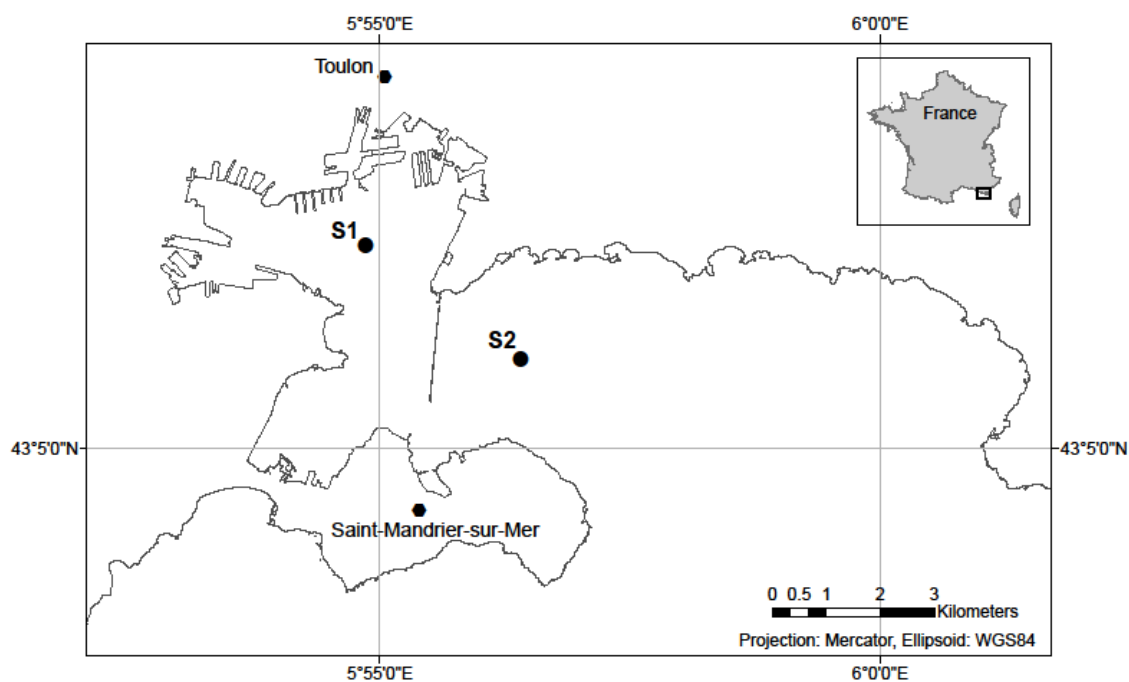 5°55'0"E 6°0'0"E
Toulon
France
S1
S2
43°5'0"N 43°5'0"N
Saint-Mandrier-sur-Mer
0 0.5 1 2 3
Kilometers
Projection: Mercator, Ellipsoid: WGS84
5°55'0"E 6°0'0"E